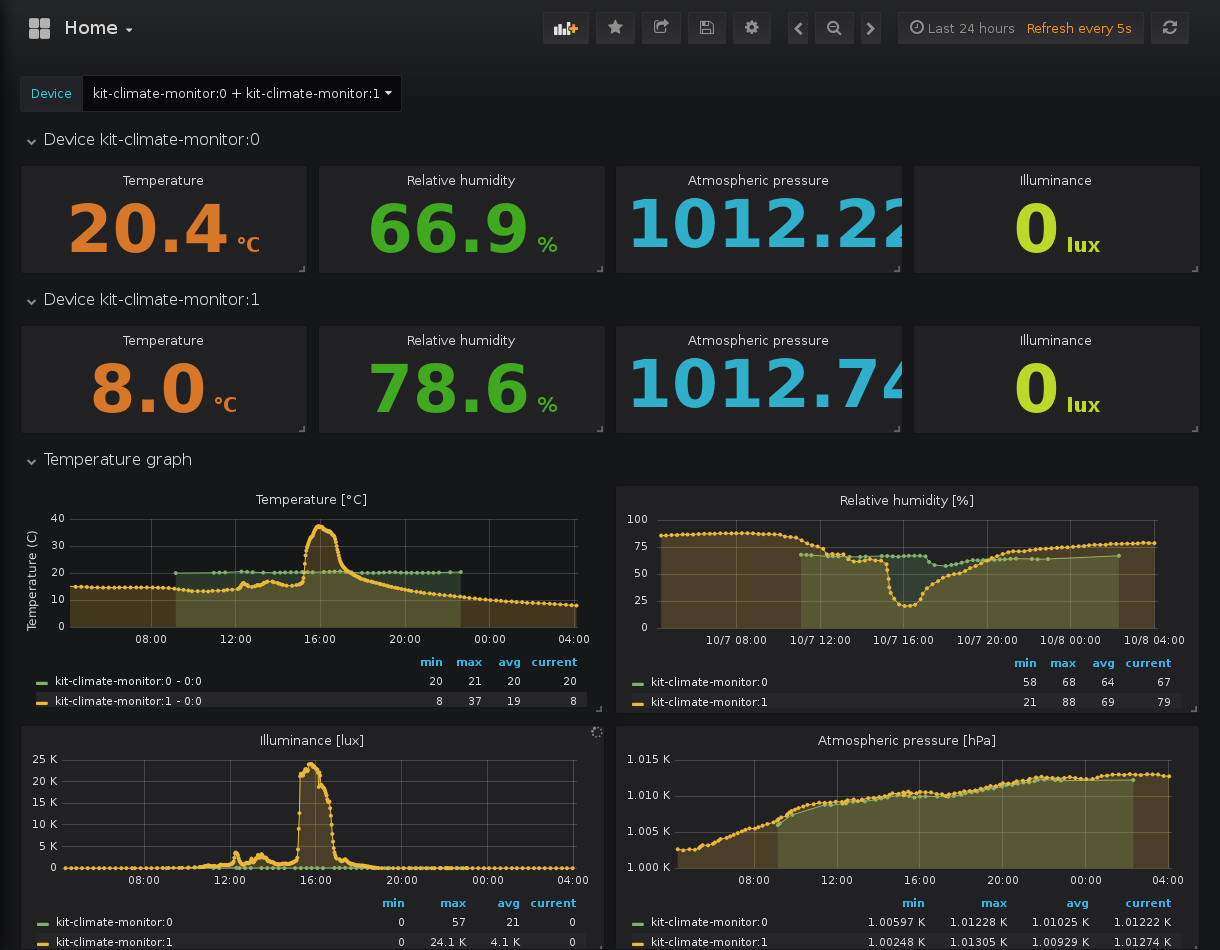 Home
Last 24 hours Refresh every 5s
Device kit-climate-monitor:0 + kit-climate-monitor:1
Device kit-climate-monitor:0
Temperature Relative humidity Atmospheric pressure Illuminance
20.4 °C 66.9 % 1012.22 0 lux
Device kit-climate-monitor:1
Temperature Relative humidity Atmospheric pressure Illuminance
8.0 °C 78.6 % 1012.74 0 lux
Temperature graph
Temperature [°C]
Temperature (C)
40
30
20
10
0
08:00 12:00 16:00 20:00 00:00 04:00
min max avg current
kit-climate-monitor:0 - 0:0 20 21 20 20
kit-climate-monitor:1 - 0:0 8 37 19 8
Relative humidity [%]
100
75
50
25
0
10/7 08:00 10/7 12:00 10/7 16:00 10/7 20:00 10/8 00:00 10/8 04:00
min max avg current
kit-climate-monitor:0 58 68 64 67
kit-climate-monitor:1 21 88 69 79
Illuminance [lux]
25 K
20 K
15 K
10 K
5 K
0
08:00 12:00 16:00 20:00 00:00 04:00
min max avg current
kit-climate-monitor:0 0 57 21 0
kit-climate-monitor:1 0 24.1 K 4.1 K 0
Atmospheric pressure [hPa]
1.015 K
1.010 K
1.005 K
1.000 K
08:00 12:00 16:00 20:00 00:00 04:00
min max avg current
kit-climate-monitor:0 1.00597 K 1.01228 K 1.01025 K 1.01222 K
kit-climate-monitor:1 1.00248 K 1.01305 K 1.00929 K 1.01274 K